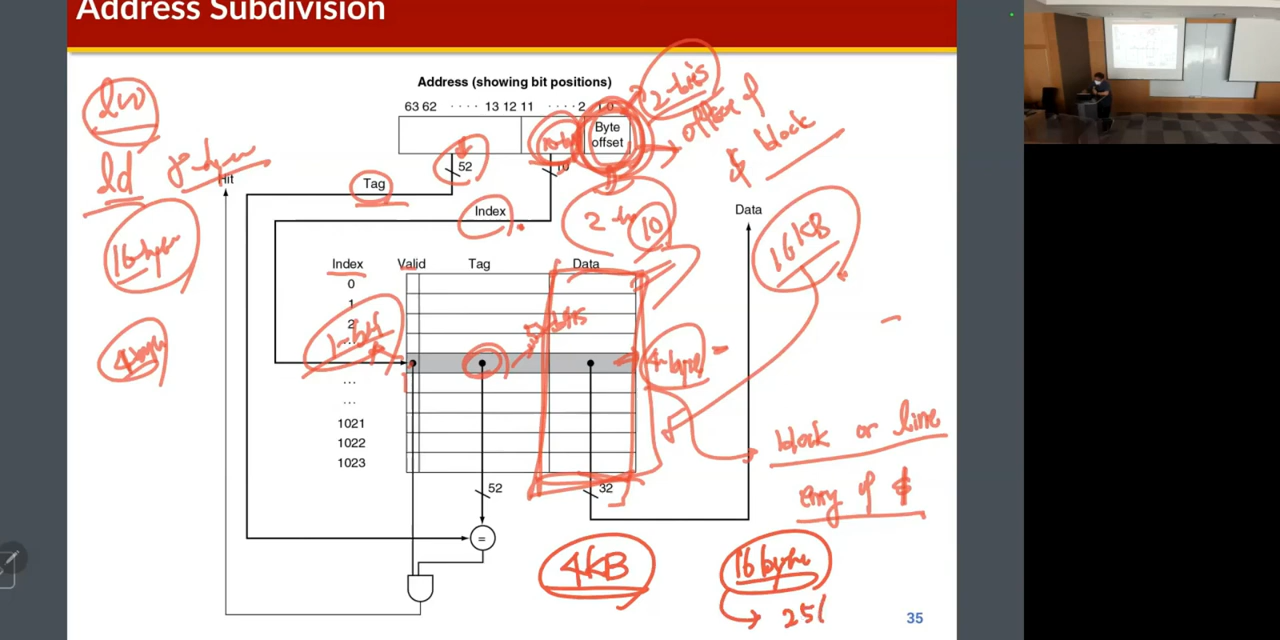 Address Subdivision
Address (showing bit positions)
63 62 .... 13 12 11 .... 2 1 0
Byte
offset
2-bits
offset of
$ block
52
10
lw
ld
Hit
Tag
Index
2
10
Data
16KB
16-byte
Index
Valid
Tag
Data
0
1
2
...
1-bit
4-byte
...
...
1021
1022
1023
block or line
entry of $
52
32
=
4KB
16 byte
35